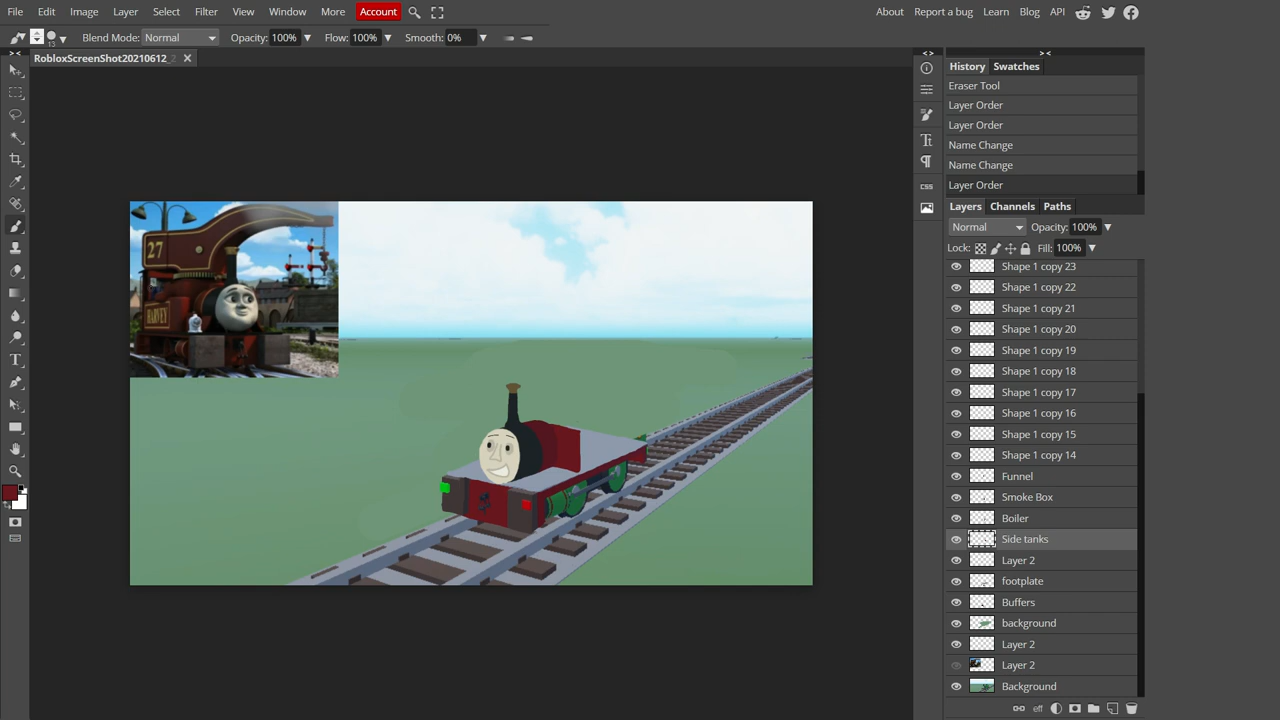 File Edit Image Layer Select Filter View Window More Account About Report a bug Learn Blog API
13 Blend Mode: Normal Opacity: 100% Flow: 100% Smooth: 0%
RobloxScreenShot20210612_2
History Swatches
Eraser Tool
Layer Order
Layer Order
Name Change
Name Change
Layer Order
Layers Channels Paths
Normal Opacity: 100%
Lock: Fill: 100%
Shape 1 copy 23
Shape 1 copy 22
Shape 1 copy 21
Shape 1 copy 20
Shape 1 copy 19
Shape 1 copy 18
Shape 1 copy 17
Shape 1 copy 16
Shape 1 copy 15
Shape 1 copy 14
Funnel
Smoke Box
Boiler
Side tanks
Layer 2
footplate
Buffers
background
Layer 2
Layer 2
Background
eff
CSS
27
HARVEY